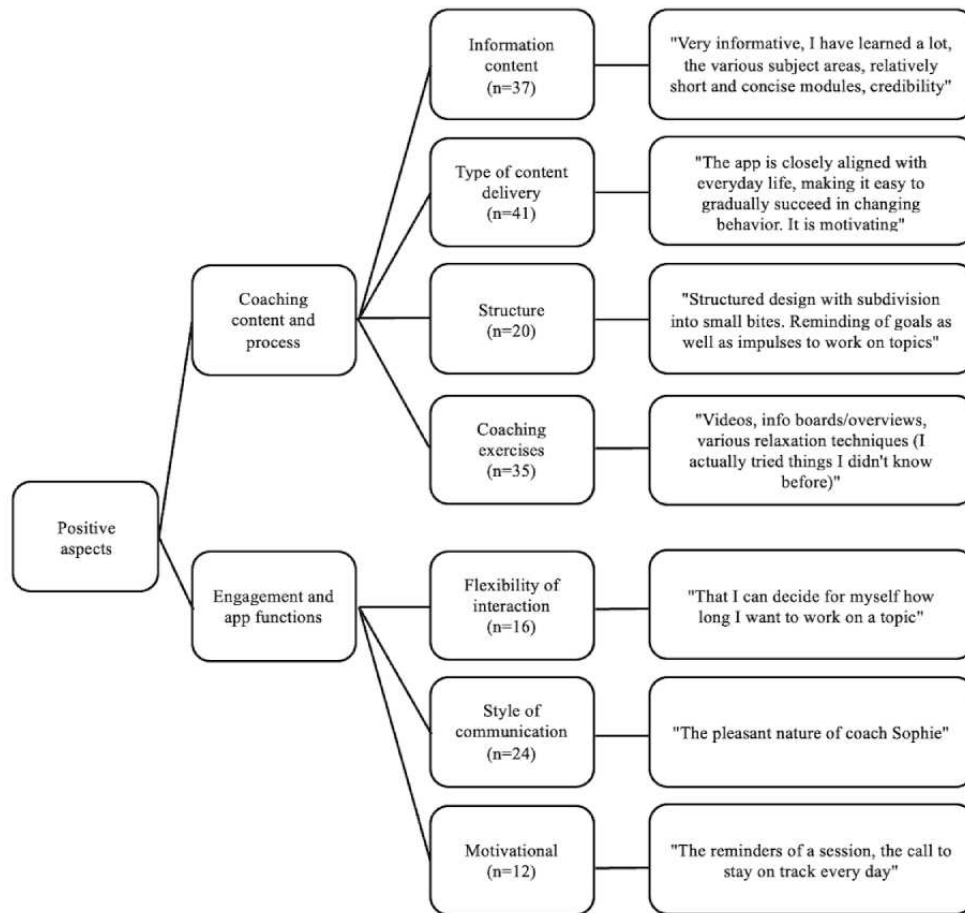 Information
content
(n=37)
"Very informative, I have learned a lot,
the various subject areas, relatively
short and concise modules, credibility"
Type of content
delivery
(n=41)
"The app is closely aligned with
everyday life, making it easy to
gradually succeed in changing
behavior. It is motivating"
Coaching
content and
process
Structure
(n=20)
"Structured design with subdivision
into small bites. Reminding of goals as
well as impulses to work on topics"
Coaching
exercises
(n=35)
"Videos, info boards/overviews,
various relaxation techniques (I
actually tried things I didn't know
before)"
Positive
aspects
Engagement and
app functions
Flexibility of
interaction
(n=16)
"That I can decide for myself how
long I want to work on a topic"
Style of
communication
(n=24)
"The pleasant nature of coach Sophie"
Motivational
(n=12)
"The reminders of a session, the call to
stay on track every day"